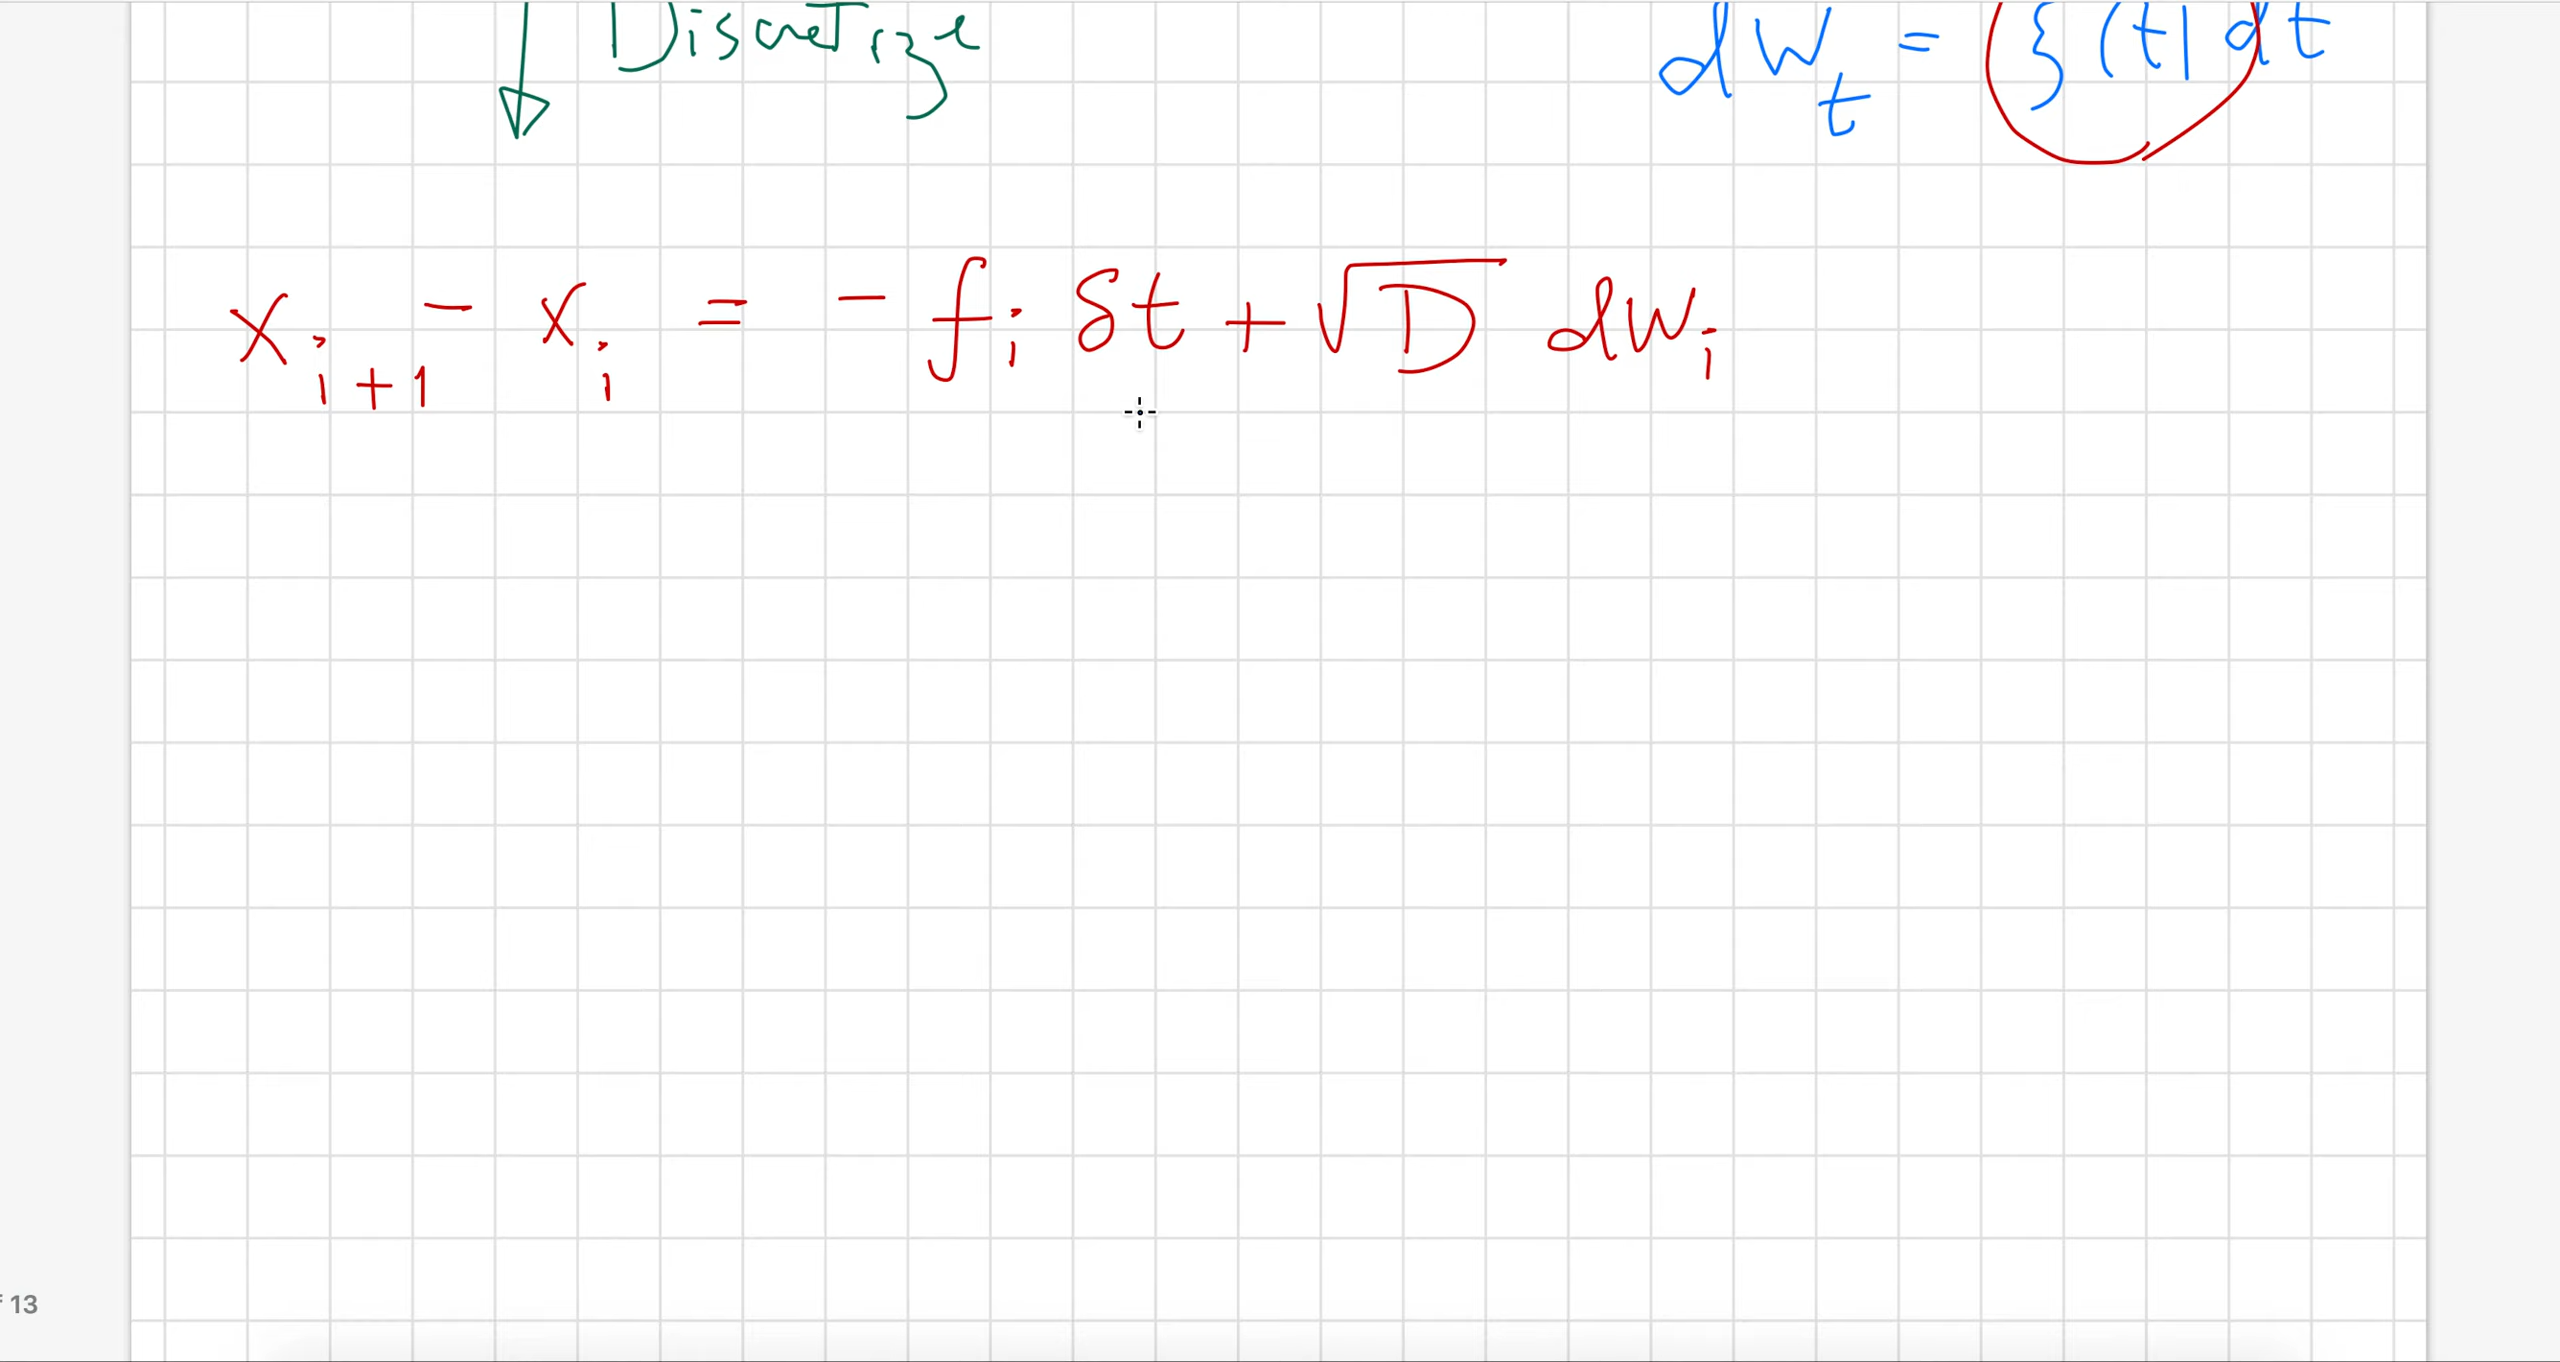 Discretize
dW_t = ξ(t)dt
x_{i+1} - x_i = - f_i δt + √D dW_i
13